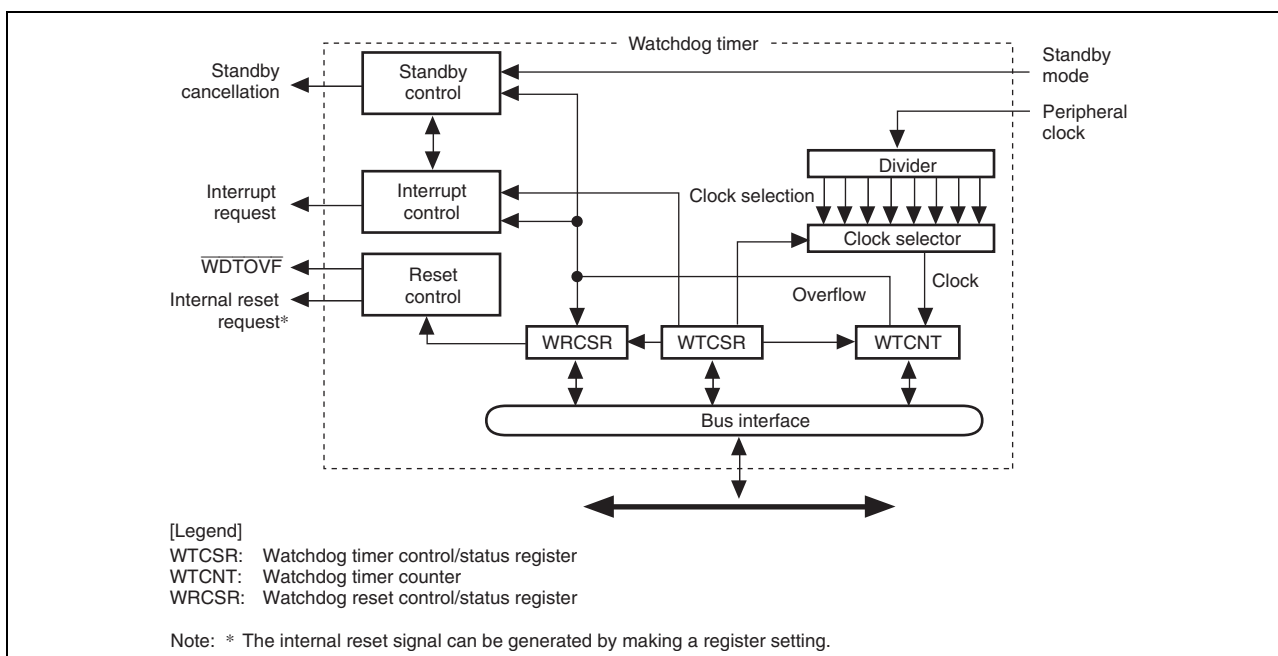 Watchdog timer
Standby
cancellation
Standby
control
Standby
mode
Peripheral
clock
Divider
Interrupt
request
Interrupt
control
Clock selection
Clock selector
WDTOVF
Internal reset
request*
Reset
control
Overflow
Clock
WRCSR
WTCSR
WTCNT
Bus interface
[Legend]
WTCSR: Watchdog timer control/status register
WTCNT: Watchdog timer counter
WRCSR: Watchdog reset control/status register
Note: * The internal reset signal can be generated by making a register setting.